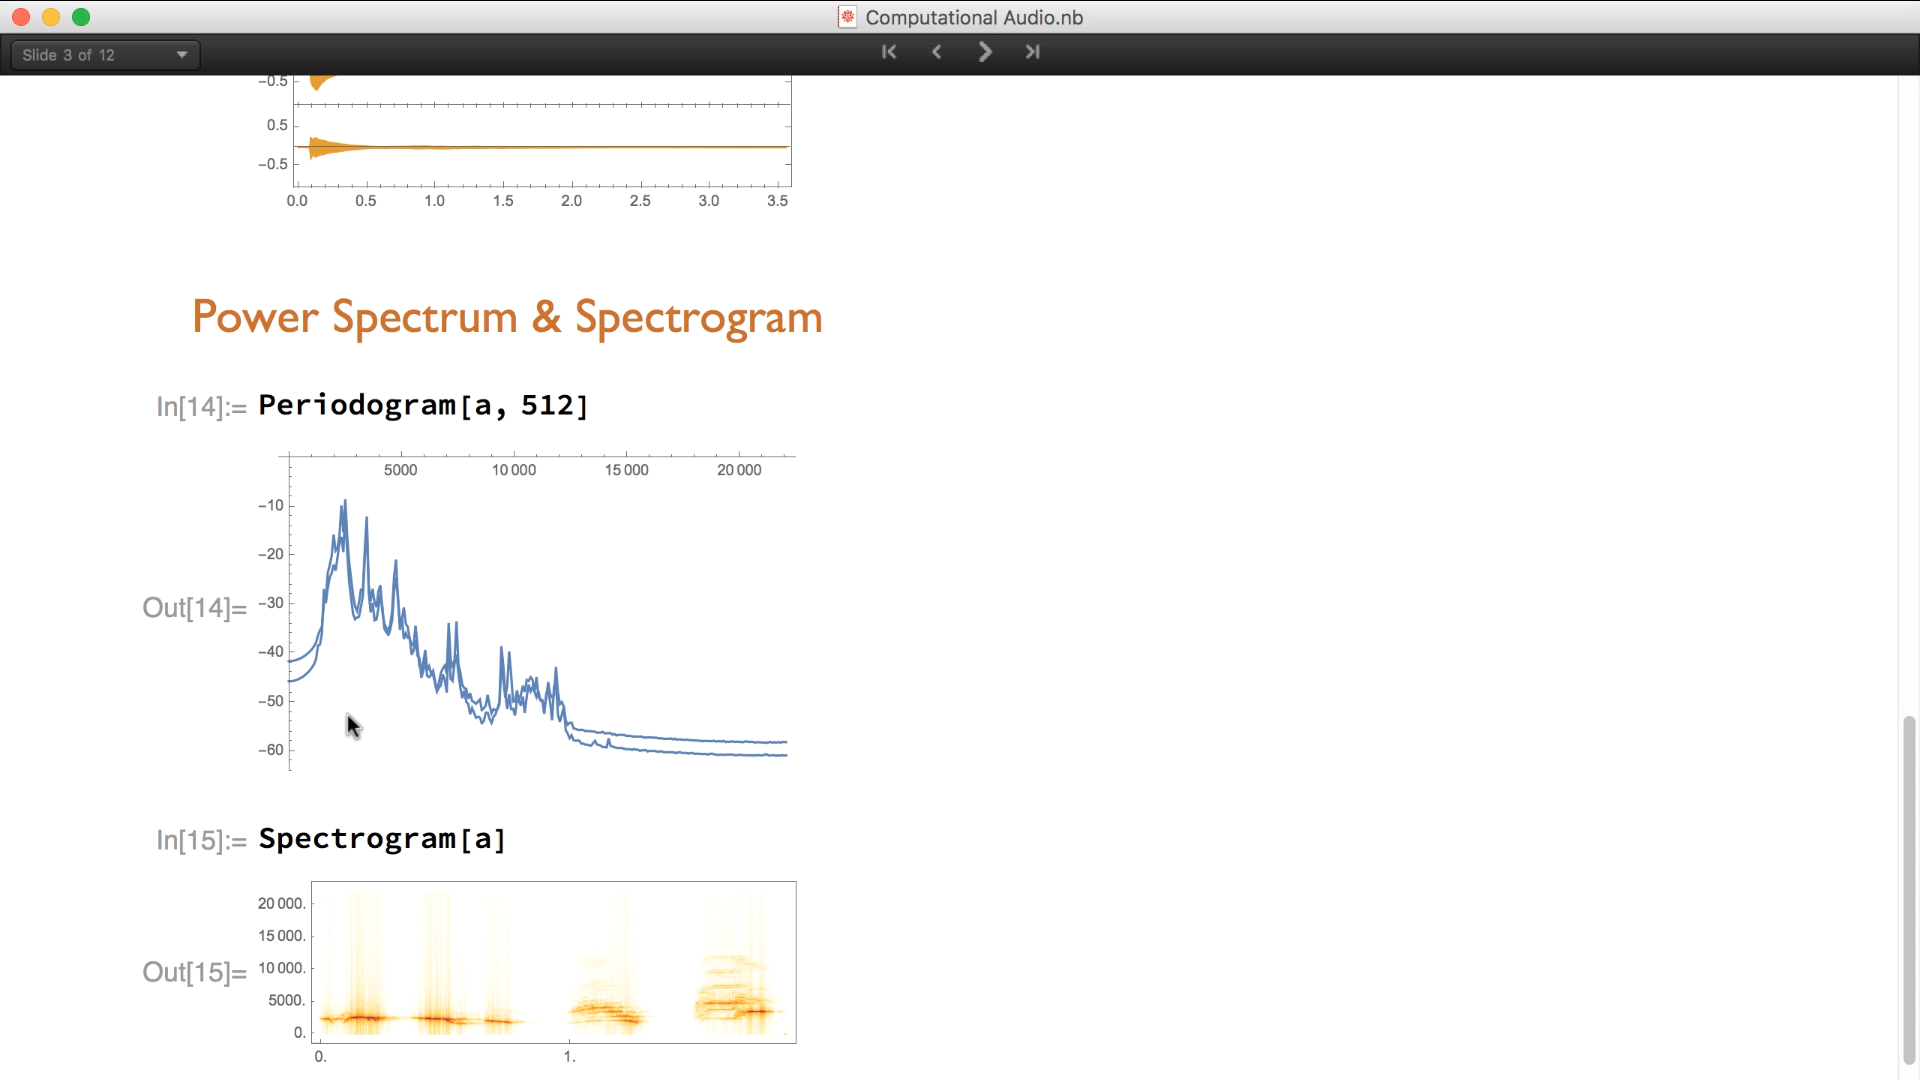 Computational Audio.nb
Slide 3 of 12
−0.5
0.5
−0.5
0.0 0.5 1.0 1.5 2.0 2.5 3.0 3.5
Power Spectrum & Spectrogram
In[14]:= Periodogram[a, 512]
5000 10 000 15 000 20 000
−10
−20
−30
Out[14]=
−40
−50
−60
In[15]:= Spectrogram[a]
20 000.
15 000.
10 000.
Out[15]=
5000.
0.
0. 1.